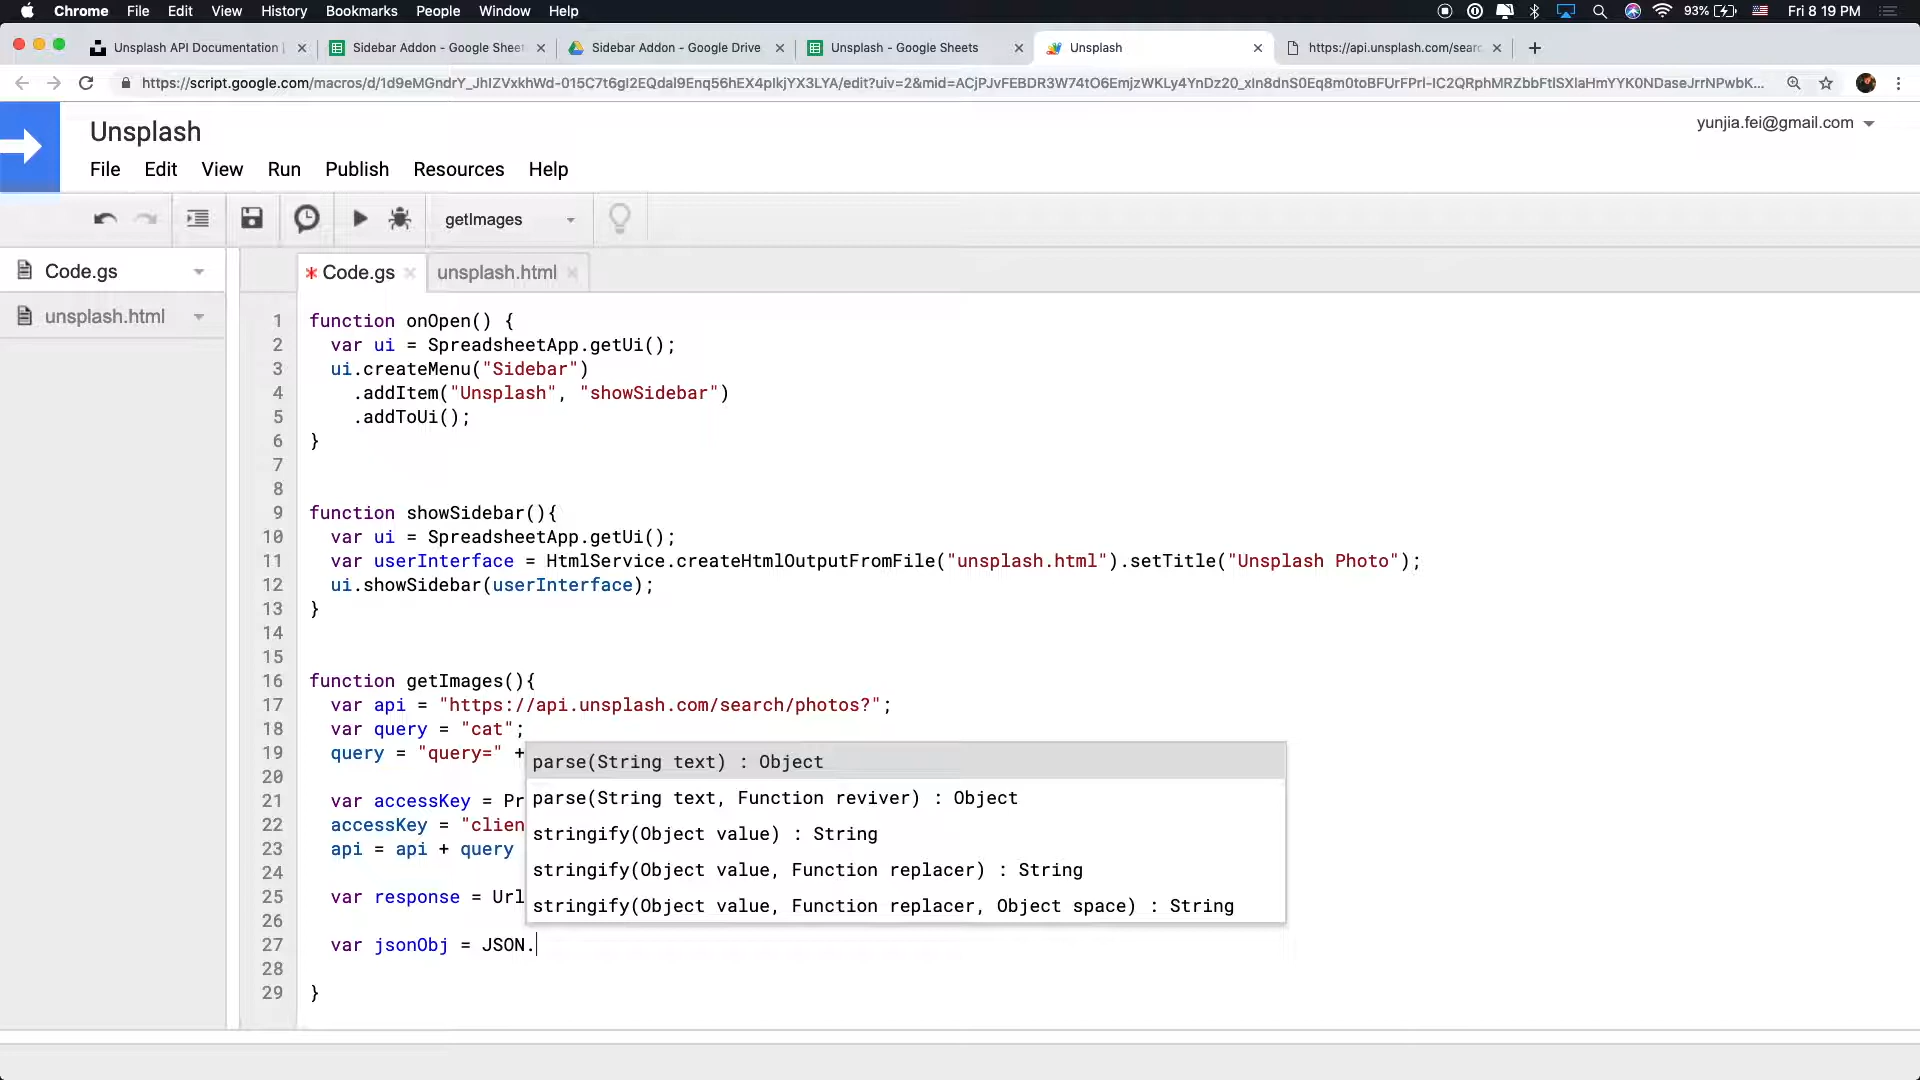 Chrome File Edit View History Bookmarks People Window Help 93% Fri 8 19 PM
Unsplash API Documentation Sidebar Addon - Google Sheet Sidebar Addon - Google Drive Unsplash - Google Sheets Unsplash https://api.unsplash.com/searc
Unsplash
yunjia.fei@gmail.com
File Edit View Run Publish Resources Help
getImages
Code.gs
* Code.gs unsplash.html
unsplash.html
1 function onOpen() {
2 var ui = SpreadsheetApp.getUi();
3 ui.createMenu("Sidebar")
4 .addItem("Unsplash", "showSidebar")
5 .addToUi();
6 }
7
8
9 function showSidebar(){
10 var ui = SpreadsheetApp.getUi();
11 var userInterface = HtmlService.createHtmlOutputFromFile("unsplash.html").setTitle("Unsplash Photo");
12 ui.showSidebar(userInterface);
13 }
14
15
16 function getImages(){
17 var api = "https://api.unsplash.com/search/photos?";
18 var query = "cat";
19 query = "query=" +
20
21 var accessKey = Pr
22 accessKey = "clien
23 api = api + query
24
25 var response = Url
26
27 var jsonObj = JSON.
28
29 }
parse(String text) : Object
parse(String text, Function reviver) : Object
stringify(Object value) : String
stringify(Object value, Function replacer) : String
stringify(Object value, Function replacer, Object space) : String